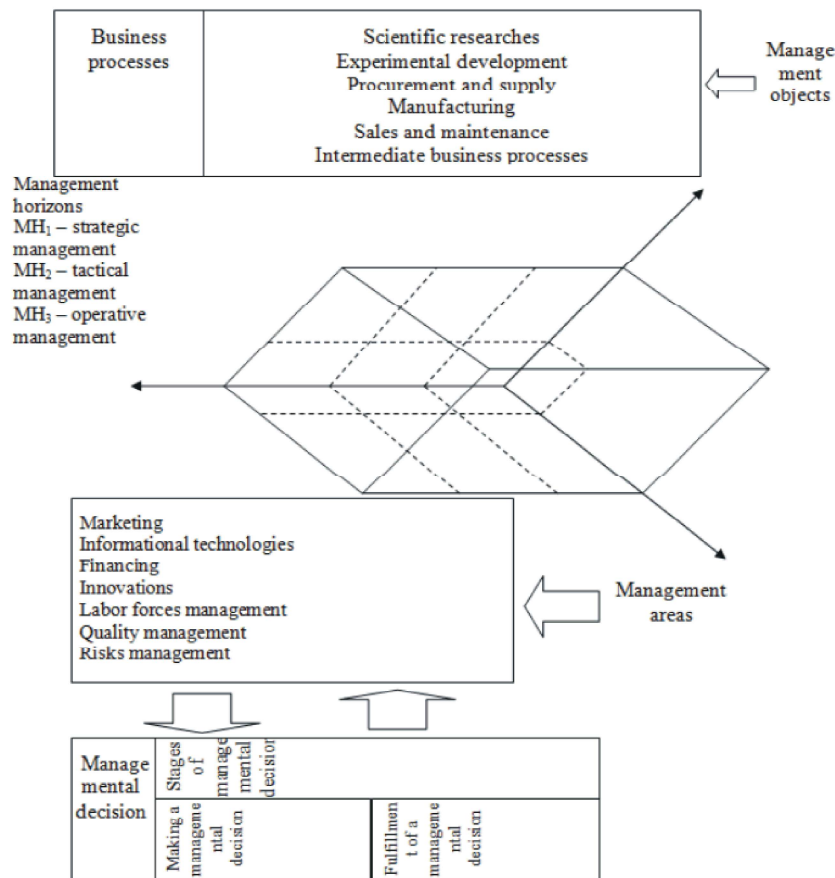 Business
processes
Scientific researches
Experimental development
Procurement and supply
Manufacturing
Sales and maintenance
Intermediate business processes
Manage
ment
objects
Management
horizons
MH₁ – strategic
management
MH₂ – tactical
management
MH₃ – operative
management
Marketing
Informational technologies
Financing
Innovations
Labor forces management
Quality management
Risks management
Management
areas
Manage
mental
decision
Stages
of
manage
mental
decision
Making a
manageme
ntal
decision
Fulfillmen
t of a
manageme
ntal
decision